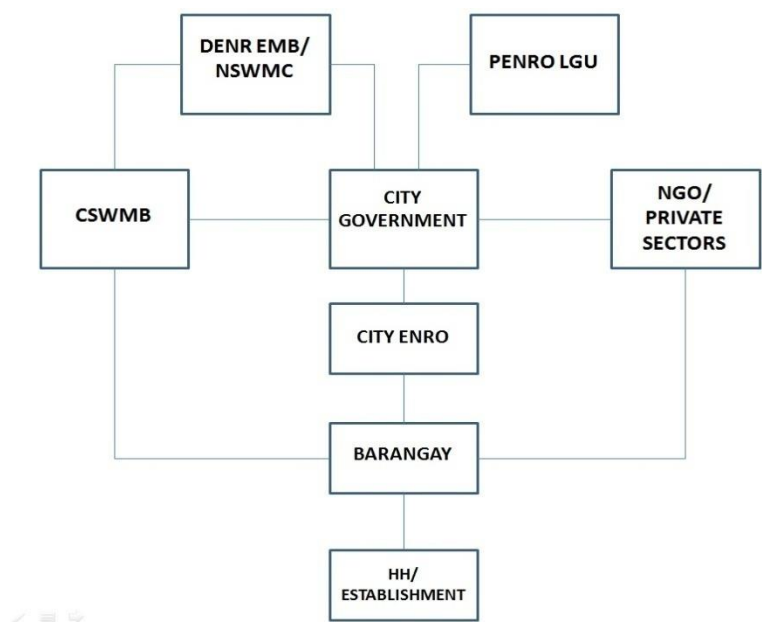 DENR EMB/
NSWMC
PENRO LGU
CSWMB
CITY
GOVERNMENT
NGO/
PRIVATE
SECTORS
CITY ENRO
BARANGAY
HH/
ESTABLISHMENT